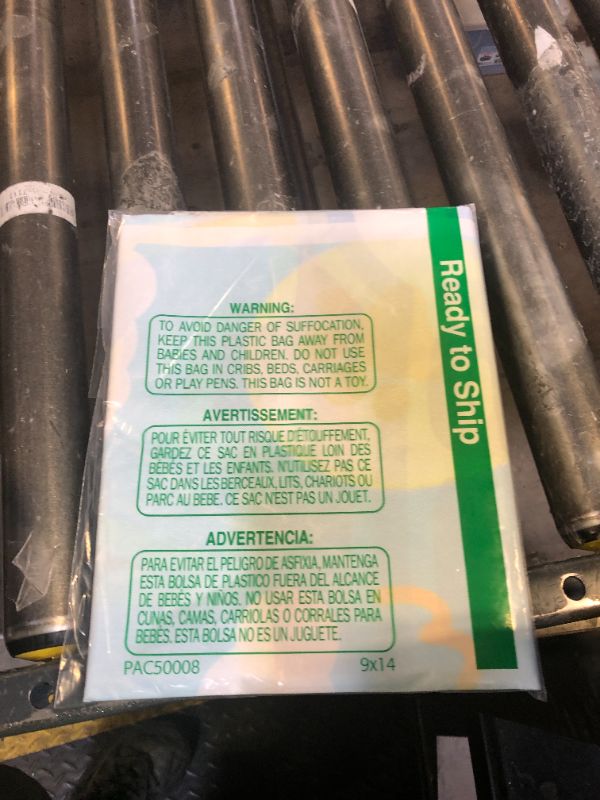 Ready to Ship
WARNING:
TO AVOID DANGER OF SUFFOCATION,
KEEP THIS PLASTIC BAG AWAY FROM
BABIES AND CHILDREN. DO NOT USE
THIS BAG IN CRIBS, BEDS, CARRIAGES
OR PLAY PENS. THIS BAG IS NOT A TOY.
AVERTISSEMENT:
POUR ÉVITER TOUT RISQUE D'ÉTOUFFEMENT,
GARDEZ CE SAC EN PLASTIQUE LOIN DES
BÉBÉS ET LES ENFANTS. N'UTILISEZ PAS CE
SAC DANS LES BERCEAUX, LITS, CHARIOTS OU
PARC AU BEBE. CE SAC N'EST PAS UN JOUET.
ADVERTENCIA:
PARA EVITAR EL PELIGRO DE ASFIXIA, MANTENGA
ESTA BOLSA DE PLASTICO FUERA DEL ALCANCE
DE BEBÉS Y NIÑOS. NO USAR ESTA BOLSA EN
CUNAS, CAMAS, CARRIOLAS O CORRALES PARA
BEBÉS. ESTA BOLSA NO ES UN JUGUETE.
PAC50008 9x14